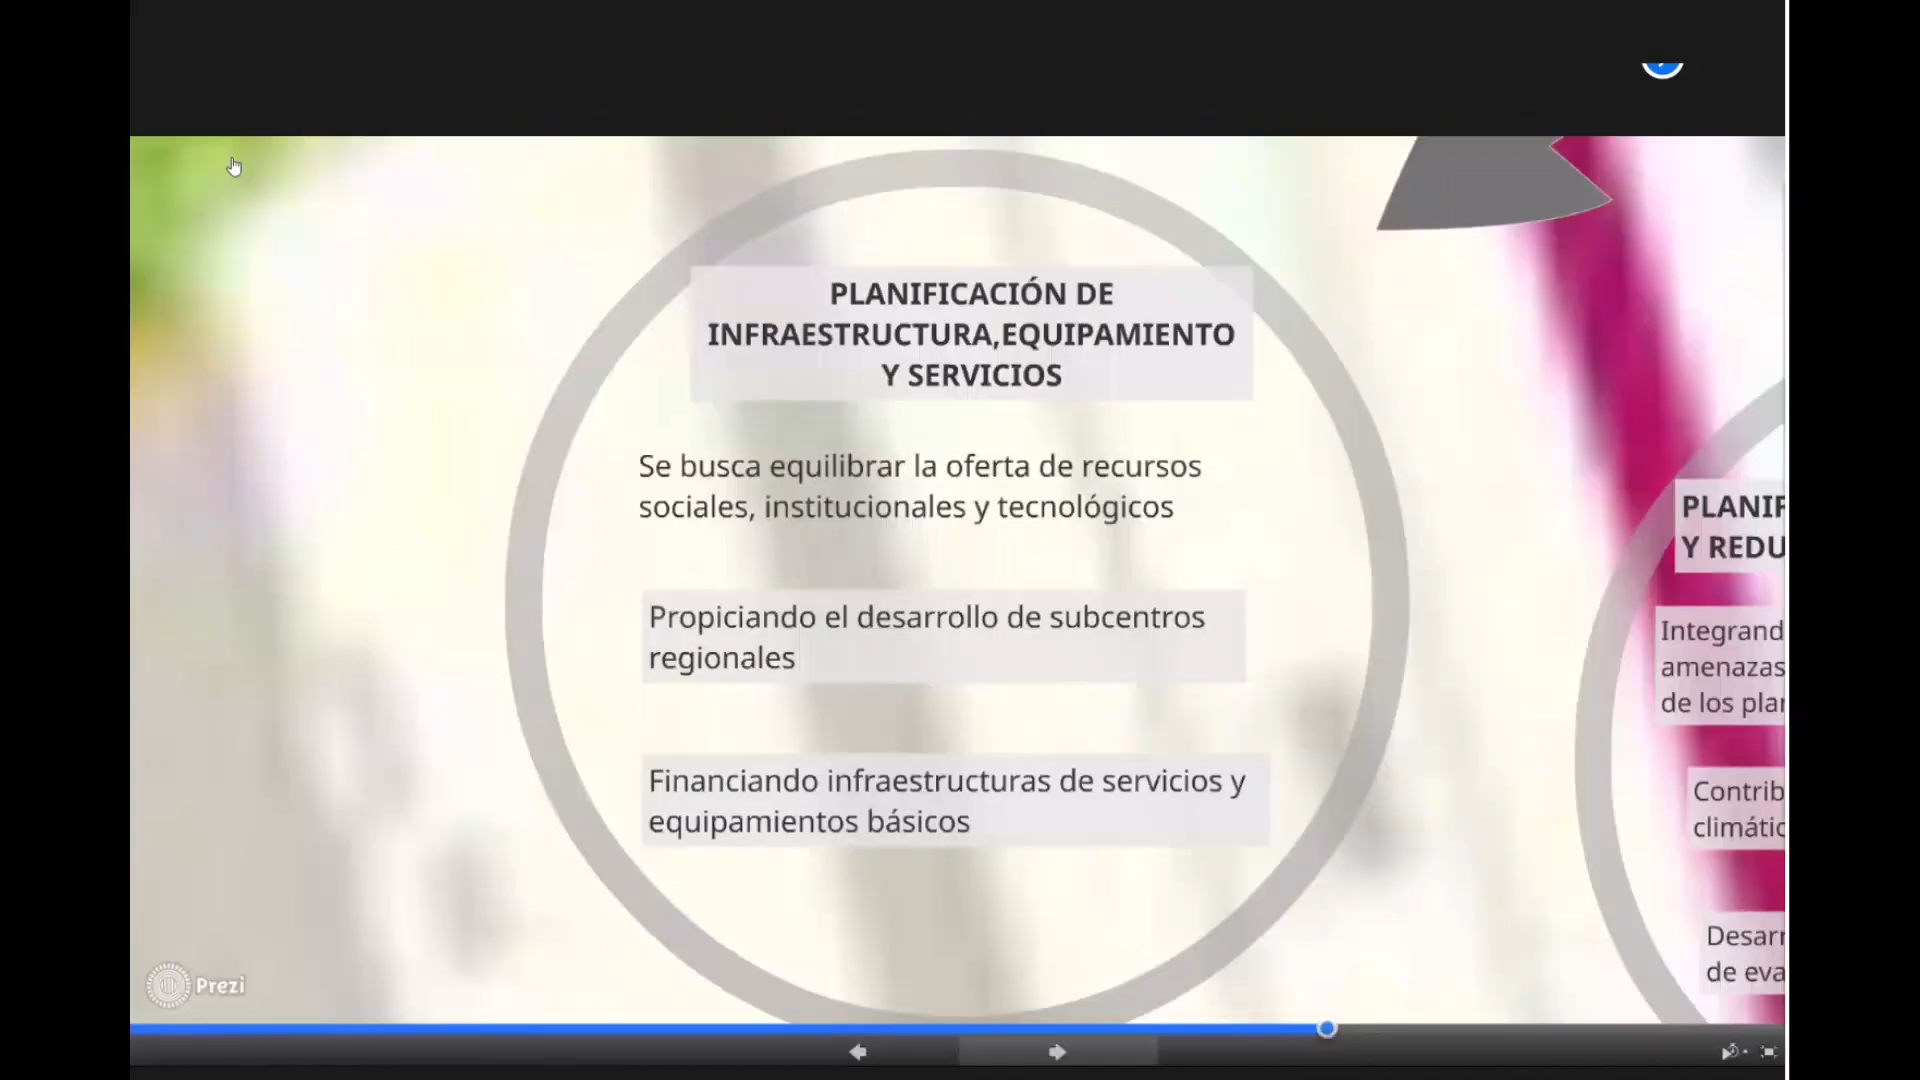 PLANIFICACIÓN DE
INFRAESTRUCTURA,EQUIPAMIENTO
Y SERVICIOS
Se busca equilibrar la oferta de recursos
sociales, institucionales y tecnológicos
Propiciando el desarrollo de subcentros
regionales
Financiando infraestructuras de servicios y
equipamientos básicos
PLANIF
Y REDU
Integrand
amenazas
de los plan
Contrib
climátic
Desarr
de eva
Prezi